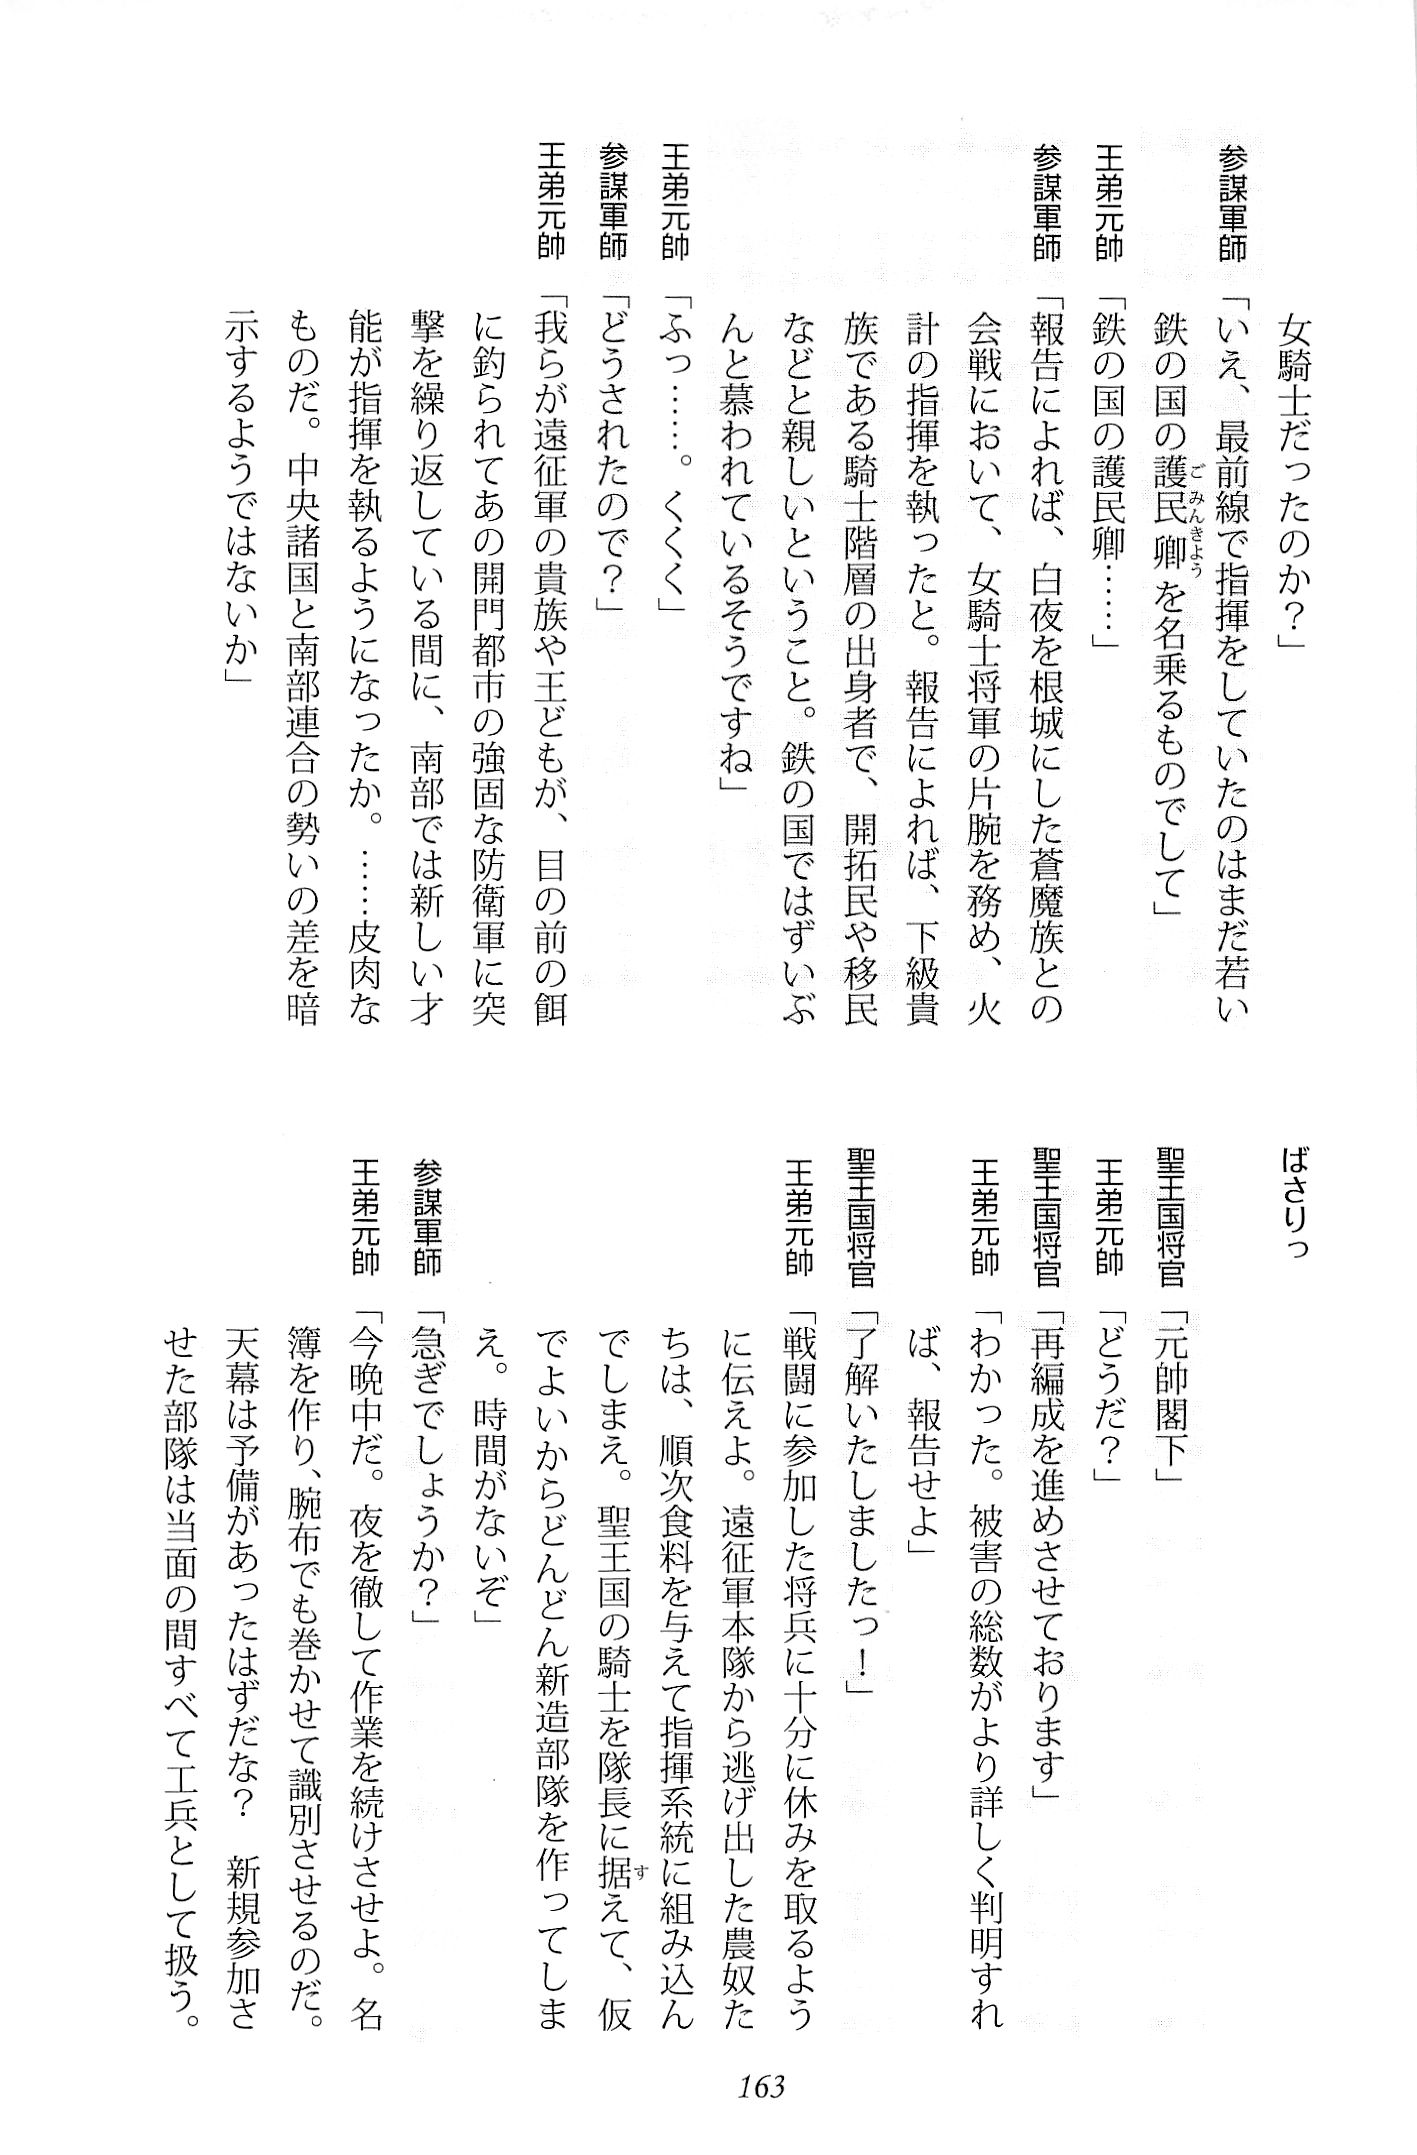 女騎士だったのか？」
参謀軍師「いえ、最前線で指揮をしていたのはまだ若い
鉄の国の護民卿を名乗るものでして」
ごみんきょう
王弟元帥「鉄の国の護民卿……」
参謀軍師「報告によれば、白夜を根城にした蒼魔族との
会戦において、女騎士将軍の片腕を務め、火
計の指揮を執ったと。報告によれば、下級貴
族である騎士階層の出身者で、開拓民や移民
などと親しいということ。鉄の国ではずいぶ
んと慕われているそうですね」
王弟元帥「ふっ……。くくく」
参謀軍師「どうされたので？」
王弟元帥「我らが遠征軍の貴族や王どもが、目の前の餌
に釣られてあの開門都市の強固な防衛軍に突
撃を繰り返している間に、南部では新しい才
能が指揮を執るようになったか。……皮肉な
ものだ。中央諸国と南部連合の勢いの差を暗
示するようではないか」
ばさりっ
聖王国将官「元帥閣下」
王弟元帥「どうだ？」
聖王国将官「再編成を進めさせております」
王弟元帥「わかった。被害の総数がより詳しく判明すれ
ば、報告せよ」
聖王国将官「了解いたしましたっ！」
王弟元帥「戦闘に参加した将兵に十分に休みを取るよう
に伝えよ。遠征軍本隊から逃げ出した農奴た
ちは、順次食料を与えて指揮系統に組み込ん
でしまえ。聖王国の騎士を隊長に据えて、仮
す
でよいからどんどん新造部隊を作ってしま
え。時間がないぞ」
参謀軍師「急ぎでしょうか？」
王弟元帥「今晩中だ。夜を徹して作業を続けさせよ。名
簿を作り、腕布でも巻かせて識別させるのだ。
天幕は予備があったはずだな？　新規参加さ
せた部隊は当面の間すべて工兵として扱う。
163